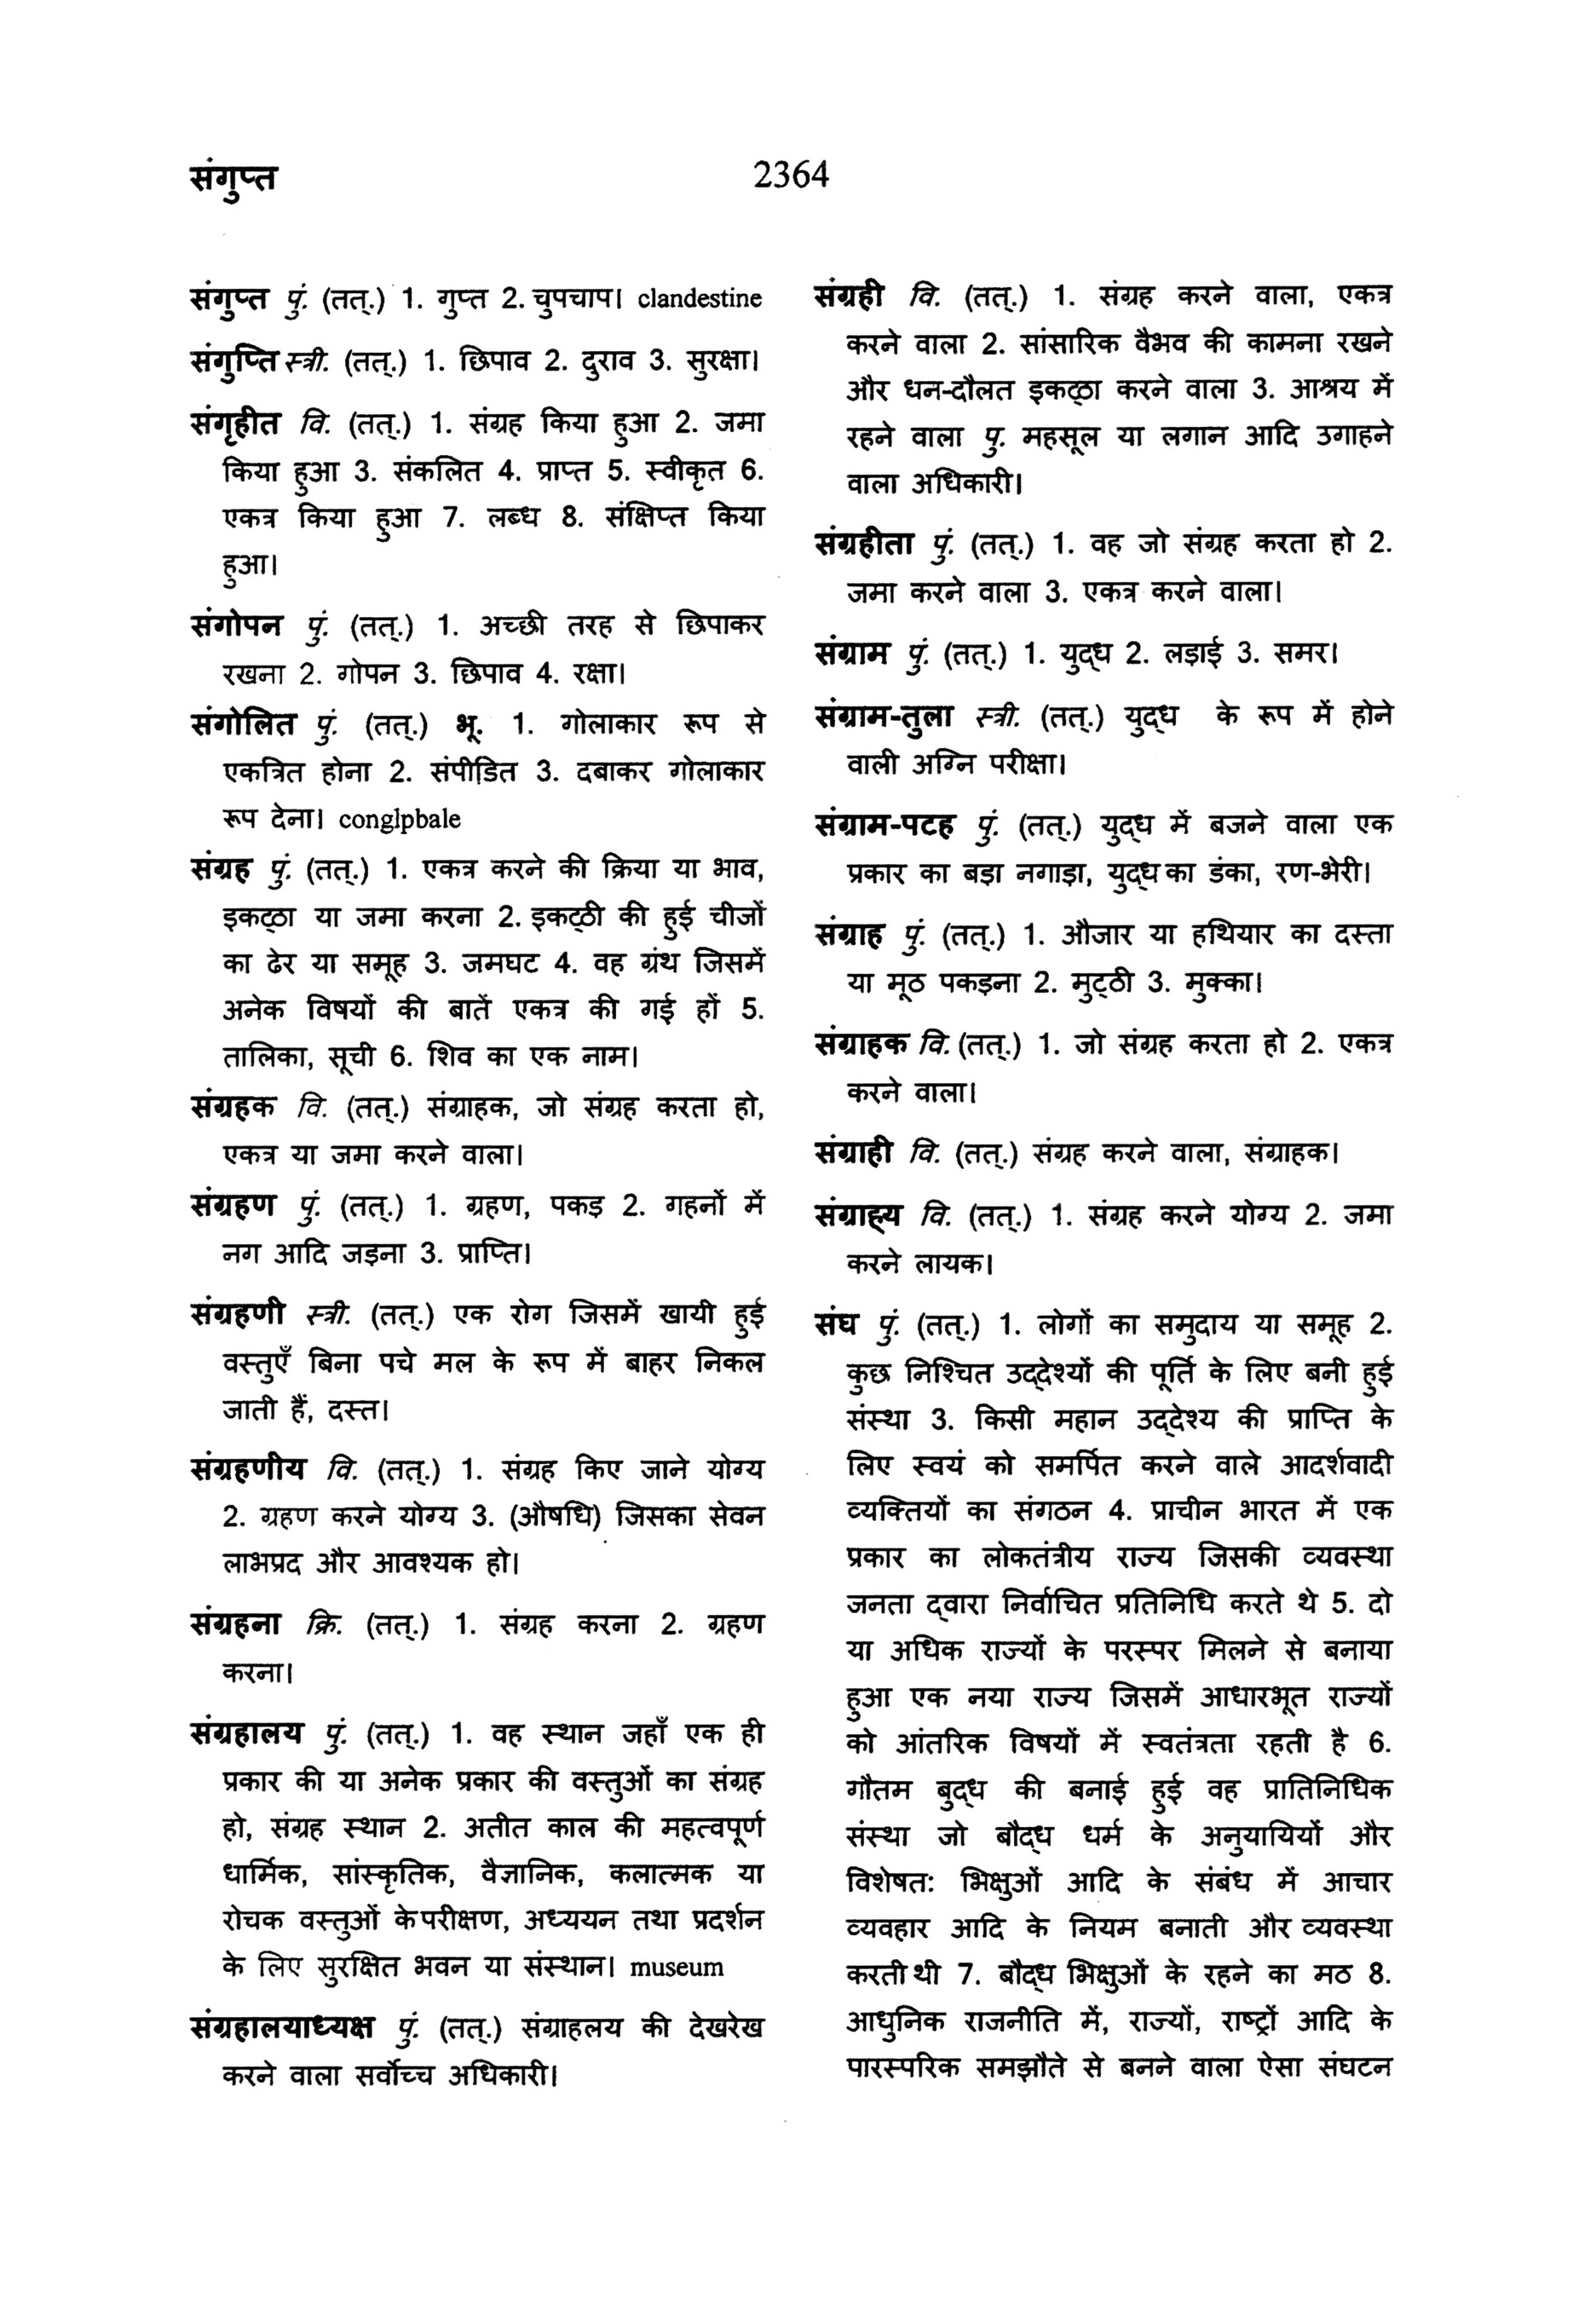 संगुप्त
2364
संगुप्त पुं. (तत्.) 1. गुप्त 2. चुपचाप। clandestine
संगुप्ति स्त्री. (तत्.) 1. छिपाव 2. दुराव 3. सुरक्षा।
संगृहीत वि. (तत्.) 1. संग्रह किया हुआ 2. जमा
किया हुआ 3. संकलित 4. प्राप्त 5. स्वीकृत 6.
एकत्र किया हुआ 7. लब्ध 8. संक्षिप्त किया
हुआ।
संगोपन पुं. (तत्.) 1. अच्छी तरह से छिपाकर
रखना 2. गोपन 3. छिपाव 4. रक्षा।
संगोलित पुं. (तत्.) भू. 1. गोलाकार रूप से
एकत्रित होना 2. संपीडित 3. दबाकर गोलाकार
रूप देना। conglpbale
संग्रह पुं. (तत्.) 1. एकत्र करने की क्रिया या भाव,
इकट्ठा या जमा करना 2. इकट्ठी की हुई चीजों
का ढेर या समूह 3. जमघट 4. वह ग्रंथ जिसमें
अनेक विषयों की बातें एकत्र की गई हों 5.
तालिका, सूची 6. शिव का एक नाम।
संग्रहक वि. (तत्.) संग्राहक, जो संग्रह करता हो,
एकत्र या जमा करने वाला।
संग्रहण पुं. (तत्.) 1. ग्रहण, पकड़ 2. गहनों में
नग आदि जड़ना 3. प्राप्ति।
संग्रहणी स्त्री. (तत्.) एक रोग जिसमें खायी हुई
वस्तुएँ बिना पचे मल के रूप में बाहर निकल
जाती हैं, दस्त।
संग्रहणीय वि. (तत्.) 1. संग्रह किए जाने योग्य
2. ग्रहण करने योग्य 3. (औषधि) जिसका सेवन
लाभप्रद और आवश्यक हो।
संग्रहना क्रि. (तत्.) 1. संग्रह करना 2. ग्रहण
करना।
संग्रहालय पुं. (तत्.) 1. वह स्थान जहाँ एक ही
प्रकार की या अनेक प्रकार की वस्तुओं का संग्रह
हो, संग्रह स्थान 2. अतीत काल की महत्वपूर्ण
धार्मिक, सांस्कृतिक, वैज्ञानिक, कलात्मक या
रोचक वस्तुओं के परीक्षण, अध्ययन तथा प्रदर्शन
के लिए सुरक्षित भवन या संस्थान। museum
संग्रहालयाध्यक्ष पुं. (तत्.) संग्राहलय की देखरेख
करने वाला सर्वोच्च अधिकारी।
संग्रही वि. (तत्.) 1. संग्रह करने वाला, एकत्र
करने वाला 2. सांसारिक वैभव की कामना रखने
और धन-दौलत इकट्ठा करने वाला 3. आश्रय में
रहने वाला पु. महसूल या लगान आदि उगाहने
वाला अधिकारी।
संग्रहीता पुं. (तत्.) 1. वह जो संग्रह करता हो 2.
जमा करने वाला 3. एकत्र करने वाला।
संग्राम पुं. (तत्.) 1. युद्ध 2. लड़ाई 3. समर।
संग्राम-तुला स्त्री. (तत्.) युद्ध के रूप में होने
वाली अग्नि परीक्षा।
संग्राम-पटह पुं. (तत्.) युद्ध में बजने वाला एक
प्रकार का बड़ा नगाड़ा, युद्ध का डंका, रण-भेरी।
संग्राह पुं. (तत्.) 1. औजार या हथियार का दस्ता
या मूठ पकड़ना 2. मुट्ठी 3. मुक्का।
संग्राहक वि. (तत्.) 1. जो संग्रह करता हो 2. एकत्र
करने वाला।
संग्राही वि. (तत्.) संग्रह करने वाला, संग्राहक।
संग्राह्य वि. (तत्.) 1. संग्रह करने योग्य 2. जमा
करने लायक।
संघ पुं. (तत्.) 1. लोगों का समुदाय या समूह 2.
कुछ निश्चित उद्देश्यों की पूर्ति के लिए बनी हुई
संस्था 3. किसी महान उद्देश्य की प्राप्ति के
लिए स्वयं को समर्पित करने वाले आदर्शवादी
व्यक्तियों का संगठन 4. प्राचीन भारत में एक
प्रकार का लोकतंत्रीय राज्य जिसकी व्यवस्था
जनता द्वारा निर्वाचित प्रतिनिधि करते थे 5. दो
या अधिक राज्यों के परस्पर मिलने से बनाया
हुआ एक नया राज्य जिसमें आधारभूत राज्यों
को आंतरिक विषयों में स्वतंत्रता रहती है 6.
गौतम बुद्ध की बनाई हुई वह प्रातिनिधिक
संस्था जो बौद्ध धर्म के अनुयायियों और
विशेषत: भिक्षुओं आदि के संबंध में आचार
व्यवहार आदि के नियम बनाती और व्यवस्था
करती थी 7. बौद्ध भिक्षुओं के रहने का मठ 8.
आधुनिक राजनीति में, राज्यों, राष्ट्रों आदि के
पारस्परिक समझौते से बनने वाला ऐसा संघटन